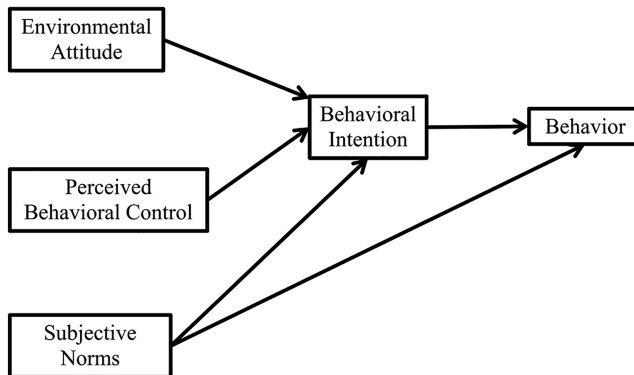 Environmental
Attitude
Behavioral
Intention
Behavior
Perceived
Behavioral Control
Subjective
Norms